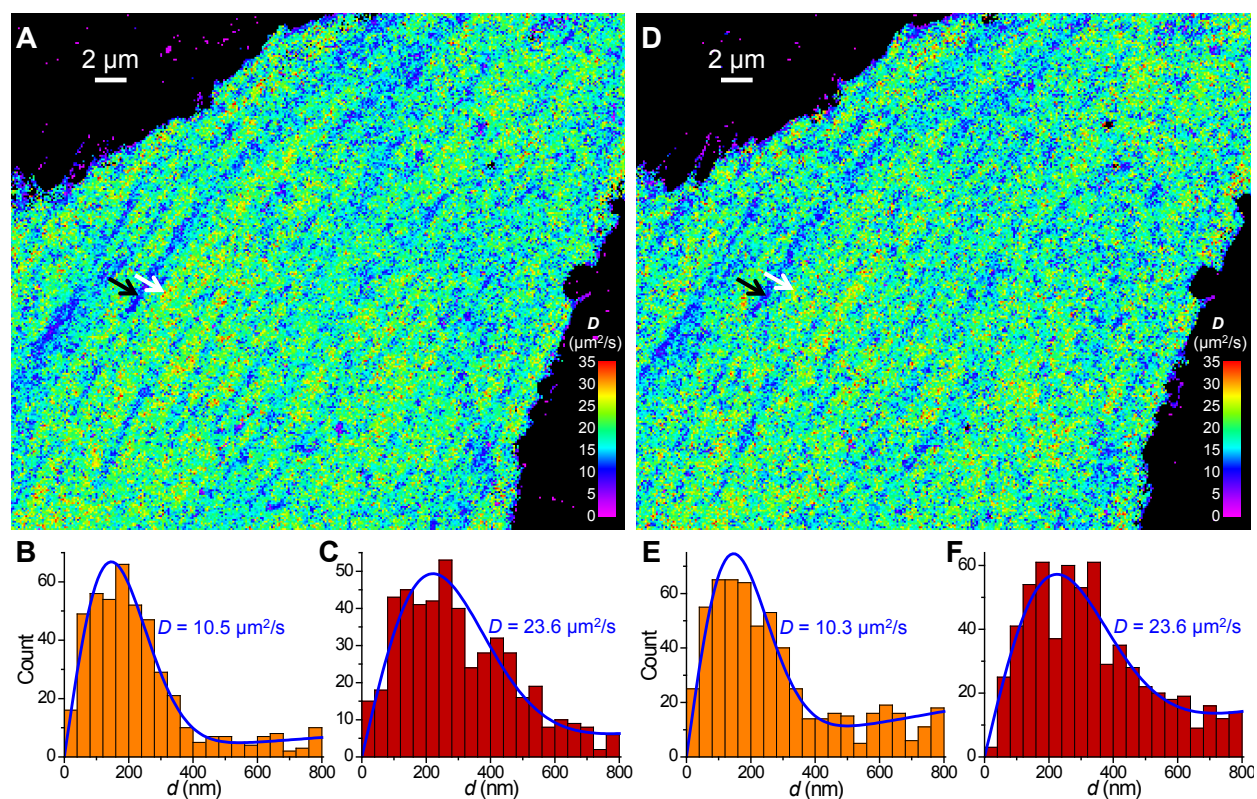 A
2 μm
D
(μm²/s)
35
30
25
20
15
10
5
0
D
2 μm
D
(μm²/s)
35
30
25
20
15
10
5
0
B
Count
60
40
20
0
D = 10.5 μm²/s
0 200 400 600 800
d (nm)
C
50
40
30
20
10
0
D = 23.6 μm²/s
0 200 400 600 800
d (nm)
E
Count
60
40
20
0
D = 10.3 μm²/s
0 200 400 600 800
d (nm)
F
60
40
20
0
D = 23.6 μm²/s
0 200 400 600 800
d (nm)